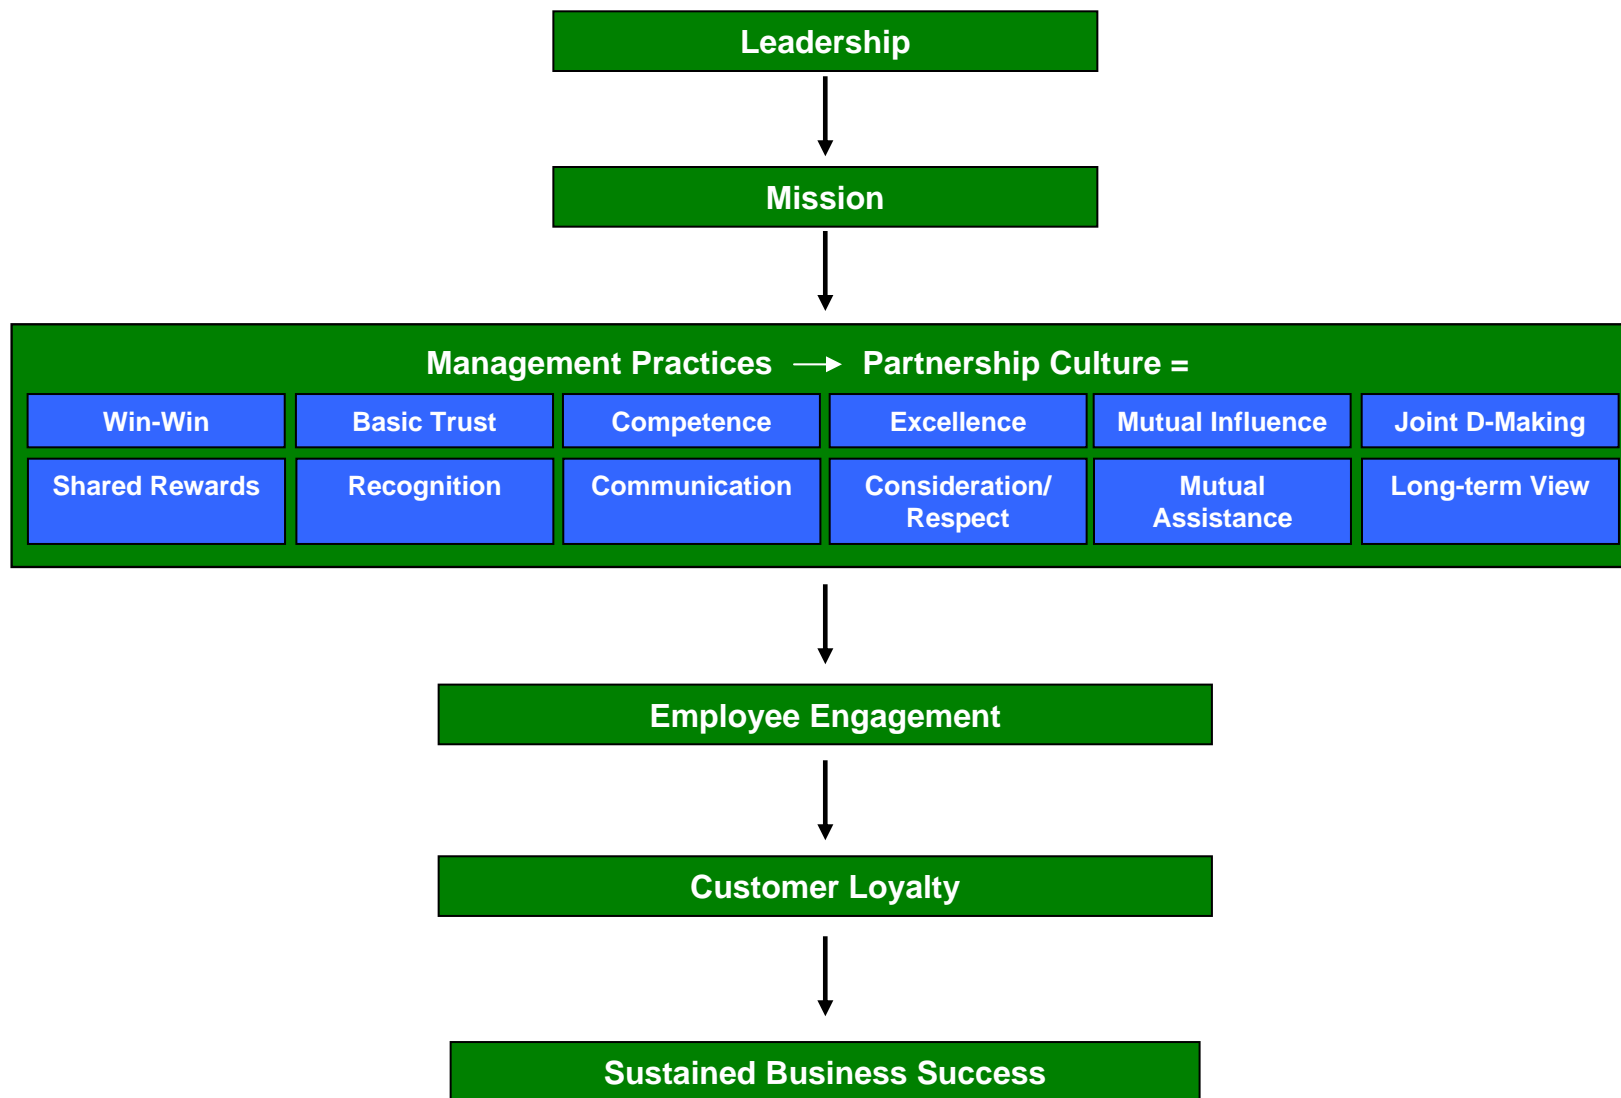 Leadership
Mission
Management Practices → Partnership Culture =
Win-Win
Basic Trust
Competence
Excellence
Mutual Influence
Joint D-Making
Shared Rewards
Recognition
Communication
Consideration/
Respect
Mutual
Assistance
Long-term View
Employee Engagement
Customer Loyalty
Sustained Business Success